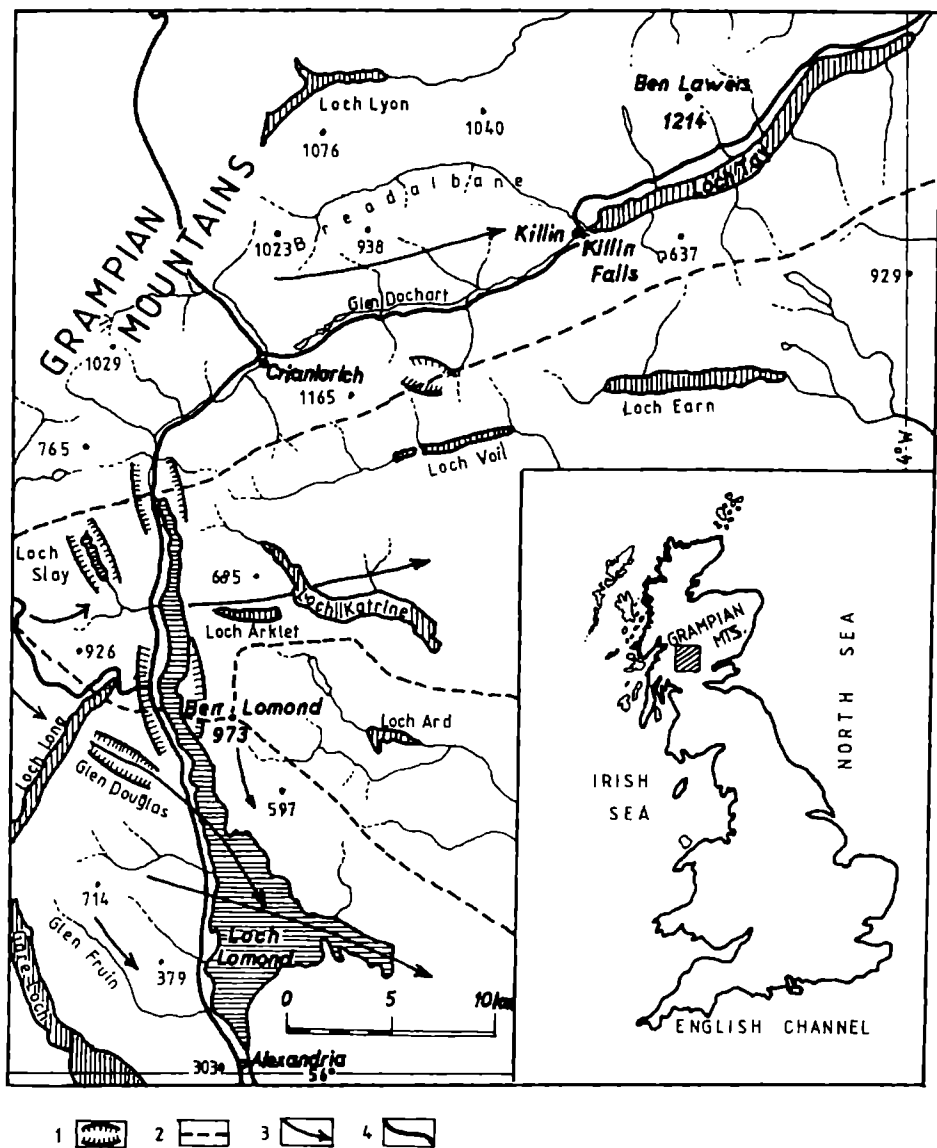 Loch Lyon
Ben Lawers
1214
1040
1076
Loch Tay
Breadalbane
GRAMPIAN
MOUNTAINS
1023
938
Killin
Killin
Falls
637
929
Glen Dochart
1029
Crianlarich
1165
Loch Earn
765
Loch Voil
4°W
Loch
Slay
685
Loch Katrine
Loch Arklet
926
Ben Lomond
973
Loch Ard
Loch Long
Glen Douglas
597
714
Glen Fruin
379
Loch
Lomond
0 5 10 km
Alexandria
56°
GRAMPIAN
MTS.
NORTH SEA
IRISH
SEA
ENGLISH CHANNEL
1 2 3 4